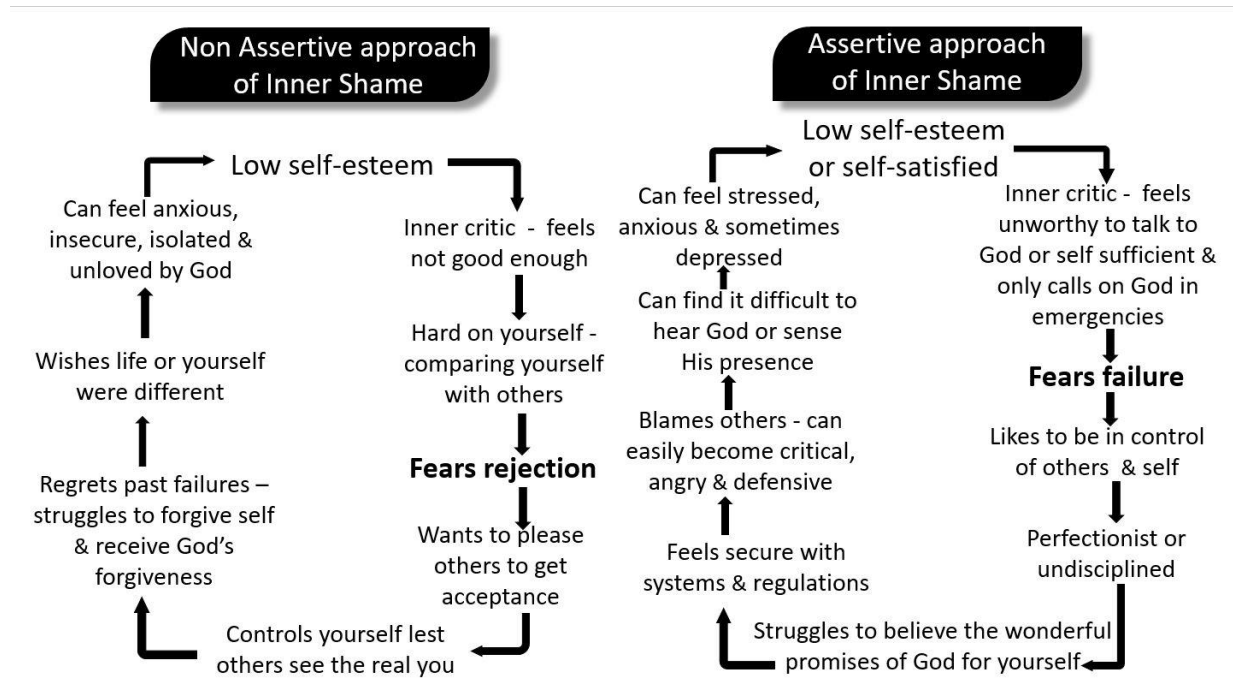 Non Assertive approach
of Inner Shame
Low self-esteem
Inner critic - feels
not good enough
Hard on yourself -
comparing yourself
with others
Fears rejection
Wants to please
others to get
acceptance
Controls yourself lest
others see the real you
Regrets past failures –
struggles to forgive self
& receive God's
forgiveness
Wishes life or yourself
were different
Can feel anxious,
insecure, isolated &
unloved by God
Assertive approach
of Inner Shame
Low self-esteem
or self-satisfied
Inner critic - feels
unworthy to talk to
God or self sufficient &
only calls on God in
emergencies
Fears failure
Likes to be in control
of others & self
Perfectionist or
undisciplined
Struggles to believe the wonderful
promises of God for yourself
Feels secure with
systems & regulations
Blames others - can
easily become critical,
angry & defensive
Can find it difficult to
hear God or sense
His presence
Can feel stressed,
anxious & sometimes
depressed